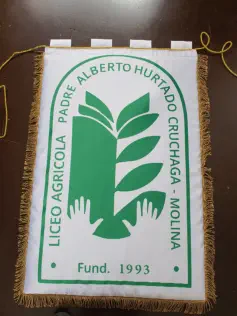 LICEO AGRICOLA PADRE ALBERTO HURTADO CRUCHAGA - MOLINA
• Fund. 1993 •